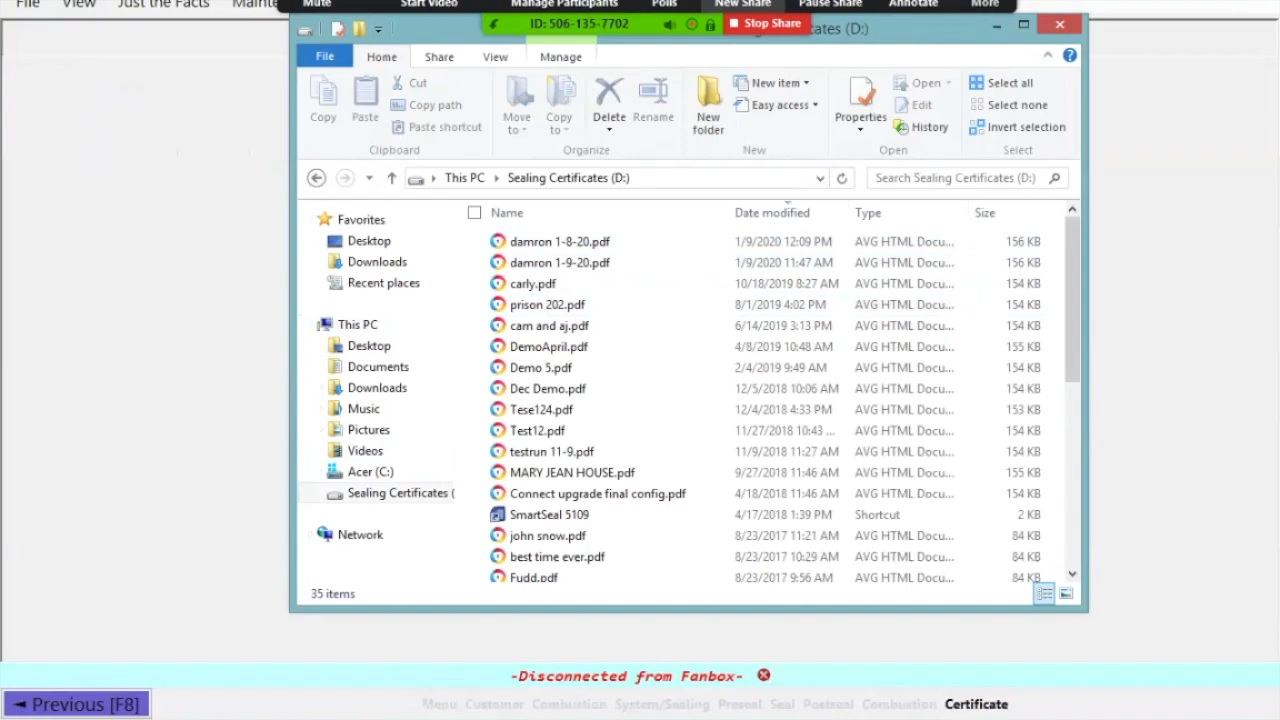 File View Just the Facts Mainte
Mute Start Video Manage Participants Polls New Share Pause Share Annotate More
ID: 506-135-7702 Stop Share
cates (D:)
File Home Share View Manage
Copy
Paste
Cut
Copy path
Paste shortcut
Clipboard
Move to
Copy to
Delete
Rename
Organize
New folder
New item
Easy access
New
Properties
Open
Edit
History
Open
Select all
Select none
Invert selection
Select
This PC Sealing Certificates (D:)
Search Sealing Certificates (D:)
Favorites
Desktop
Downloads
Recent places
This PC
Desktop
Documents
Downloads
Music
Pictures
Videos
Acer (C:)
Sealing Certificates (
Network
Name Date modified Type Size
damron 1-8-20.pdf 1/9/2020 12:09 PM AVG HTML Docu... 156 KB
damron 1-9-20.pdf 1/9/2020 11:47 AM AVG HTML Docu... 156 KB
carly.pdf 10/18/2019 8:27 AM AVG HTML Docu... 154 KB
prison 202.pdf 8/1/2019 4:02 PM AVG HTML Docu... 154 KB
cam and aj.pdf 6/14/2019 3:13 PM AVG HTML Docu... 154 KB
DemoApril.pdf 4/8/2019 10:48 AM AVG HTML Docu... 155 KB
Demo 5.pdf 2/4/2019 9:49 AM AVG HTML Docu... 154 KB
Dec Demo.pdf 12/5/2018 10:06 AM AVG HTML Docu... 154 KB
Tese124.pdf 12/4/2018 4:33 PM AVG HTML Docu... 153 KB
Test12.pdf 11/27/2018 10:43 ... AVG HTML Docu... 154 KB
testrun 11-9.pdf 11/9/2018 11:27 AM AVG HTML Docu... 154 KB
MARY JEAN HOUSE.pdf 9/27/2018 11:46 AM AVG HTML Docu... 155 KB
Connect upgrade final config.pdf 4/18/2018 11:46 AM AVG HTML Docu... 154 KB
SmartSeal 5109 4/17/2018 1:39 PM Shortcut 2 KB
john snow.pdf 8/23/2017 11:21 AM AVG HTML Docu... 84 KB
best time ever.pdf 8/23/2017 10:29 AM AVG HTML Docu... 84 KB
Fudd.pdf 8/23/2017 9:56 AM AVG HTML Docu... 84 KB
35 items
-Disconnected from Fanbox-
◄ Previous [F8]
Menu Customer Combustion System/Sealing Preseal Seal Postseal Combustion Certificate